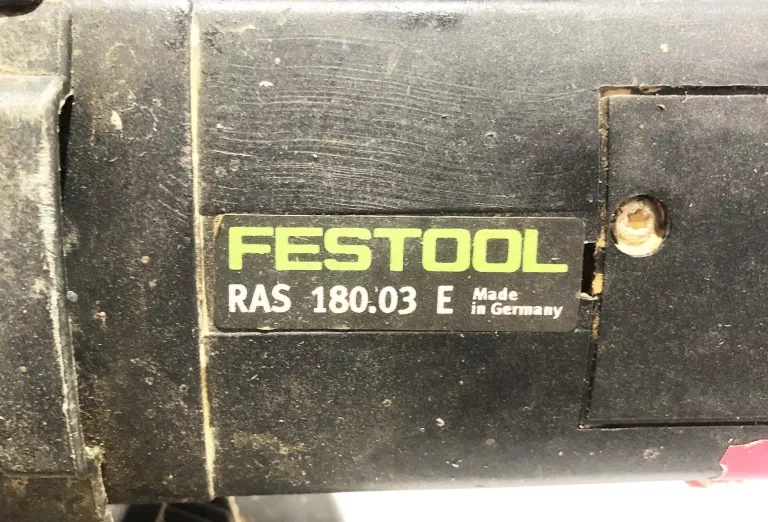 FESTOOL
RAS 180.03 E Made
in Germany